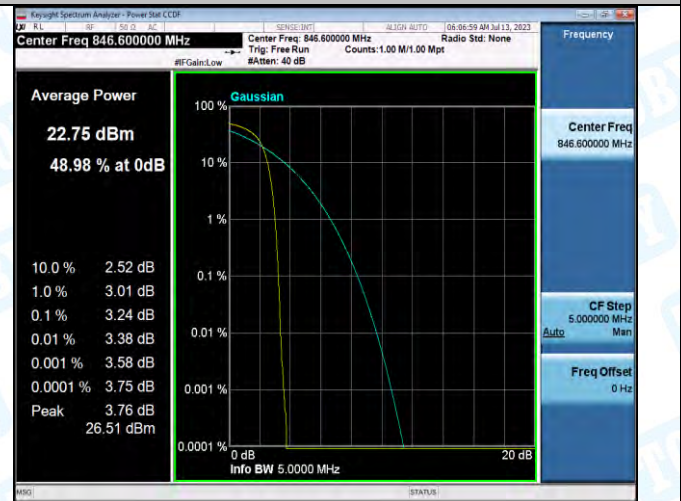 Keysight Spectrum Analyzer - Power Stat CCDF
RL RF 50 Ω AC SENSE:INT ALIGN AUTO 06:06:59 AM Jul 13, 2023
Center Freq 846.600000 MHz
Center Freq: 846.600000 MHz Radio Std: None
Trig: Free Run Counts:1.00 M/1.00 Mpt
#IFGain:Low #Atten: 40 dB
Frequency
Average Power
22.75 dBm
48.98 % at 0dB
10.0 % 2.52 dB
1.0 % 3.01 dB
0.1 % 3.24 dB
0.01 % 3.38 dB
0.001 % 3.58 dB
0.0001 % 3.75 dB
Peak 3.76 dB
26.51 dBm
Gaussian
100 %
10 %
1 %
0.1 %
0.01 %
0.001 %
0.0001 %
0 dB 20 dB
Info BW 5.0000 MHz
Center Freq
846.600000 MHz
CF Step
5.000000 MHz
Auto Man
Freq Offset
0 Hz
MSG STATUS